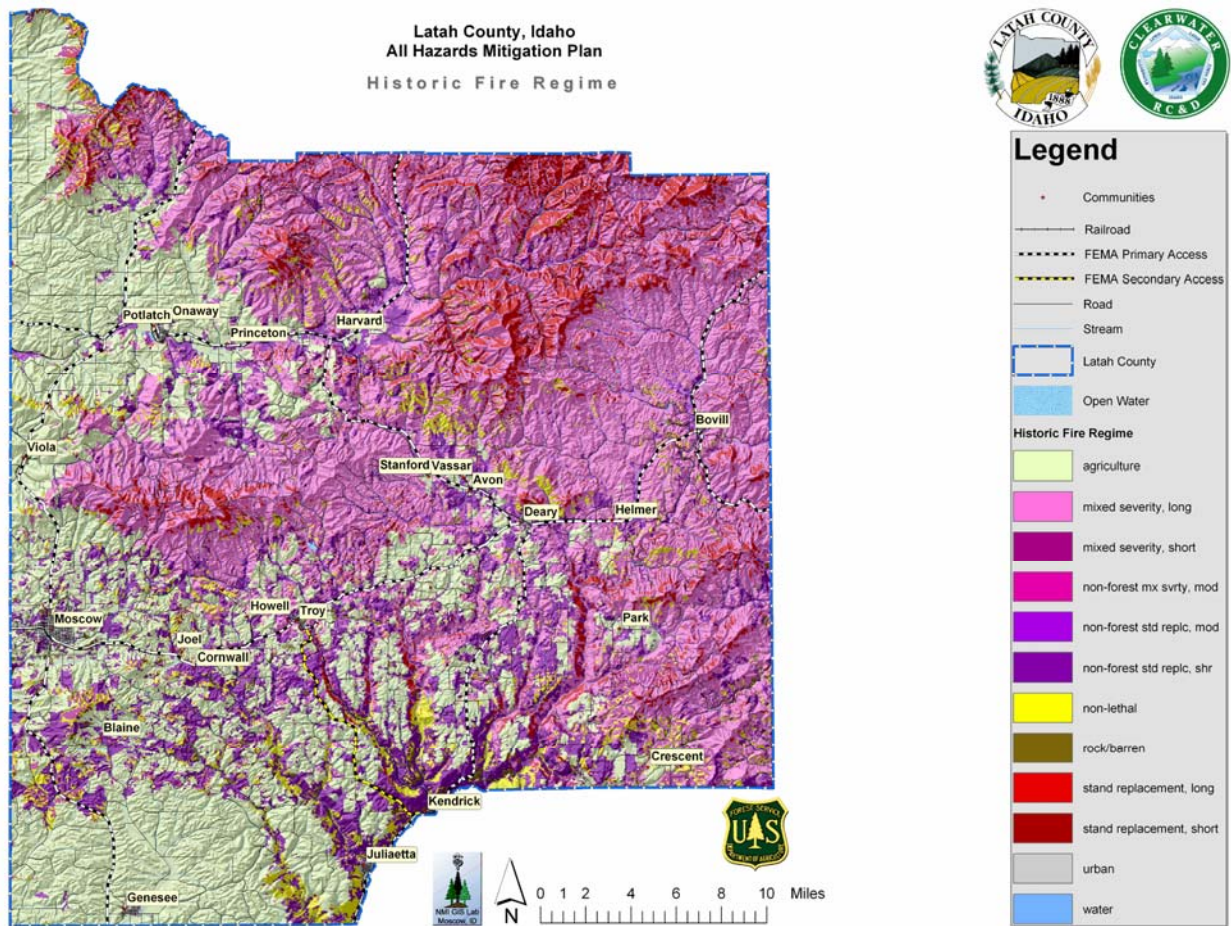 Latah County, Idaho
All Hazards Mitigation Plan
Historic Fire Regime
LATAH COUNTY
1888
IDAHO
CLEARWATER
RC&D
Legend
Communities
Railroad
FEMA Primary Access
FEMA Secondary Access
Road
Stream
Latah County
Open Water
Historic Fire Regime
agriculture
mixed severity, long
mixed severity, short
non-forest mx svrty, mod
non-forest std replc, mod
non-forest std replc, shr
non-lethal
rock/barren
stand replacement, long
stand replacement, short
urban
water
Potlatch
Onaway
Princeton
Harvard
Bovill
Viola
Stanford
Vassar
Avon
Deary
Helmer
Howell
Troy
Park
Moscow
Joel
Cornwall
Blaine
Crescent
Kendrick
Juliaetta
Genesee
NMI GIS Lab
Moscow, ID
N
0 1 2 4 6 8 10 Miles
FOREST SERVICE
U S
DEPARTMENT OF AGRICULTURE